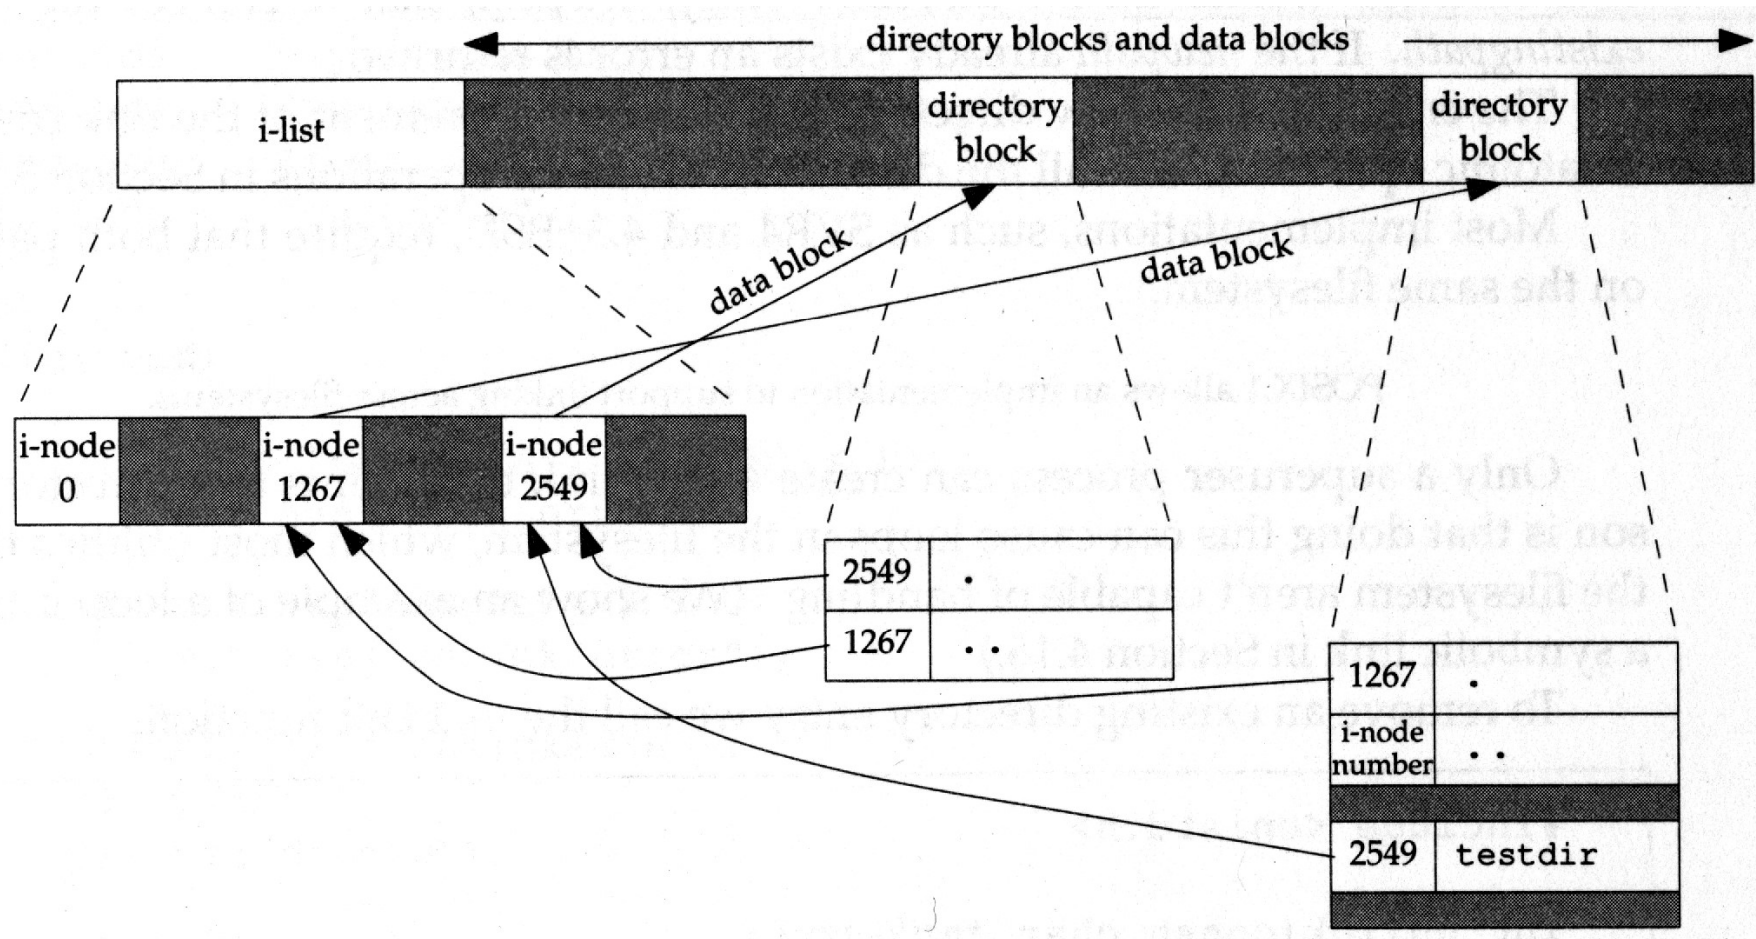 directory blocks and data blocks
i-list
directory
block
directory
block
data block
data block
i-node
0
i-node
1267
i-node
2549
2549 .
1267 ..
1267 .
i-node
number ..
2549 testdir